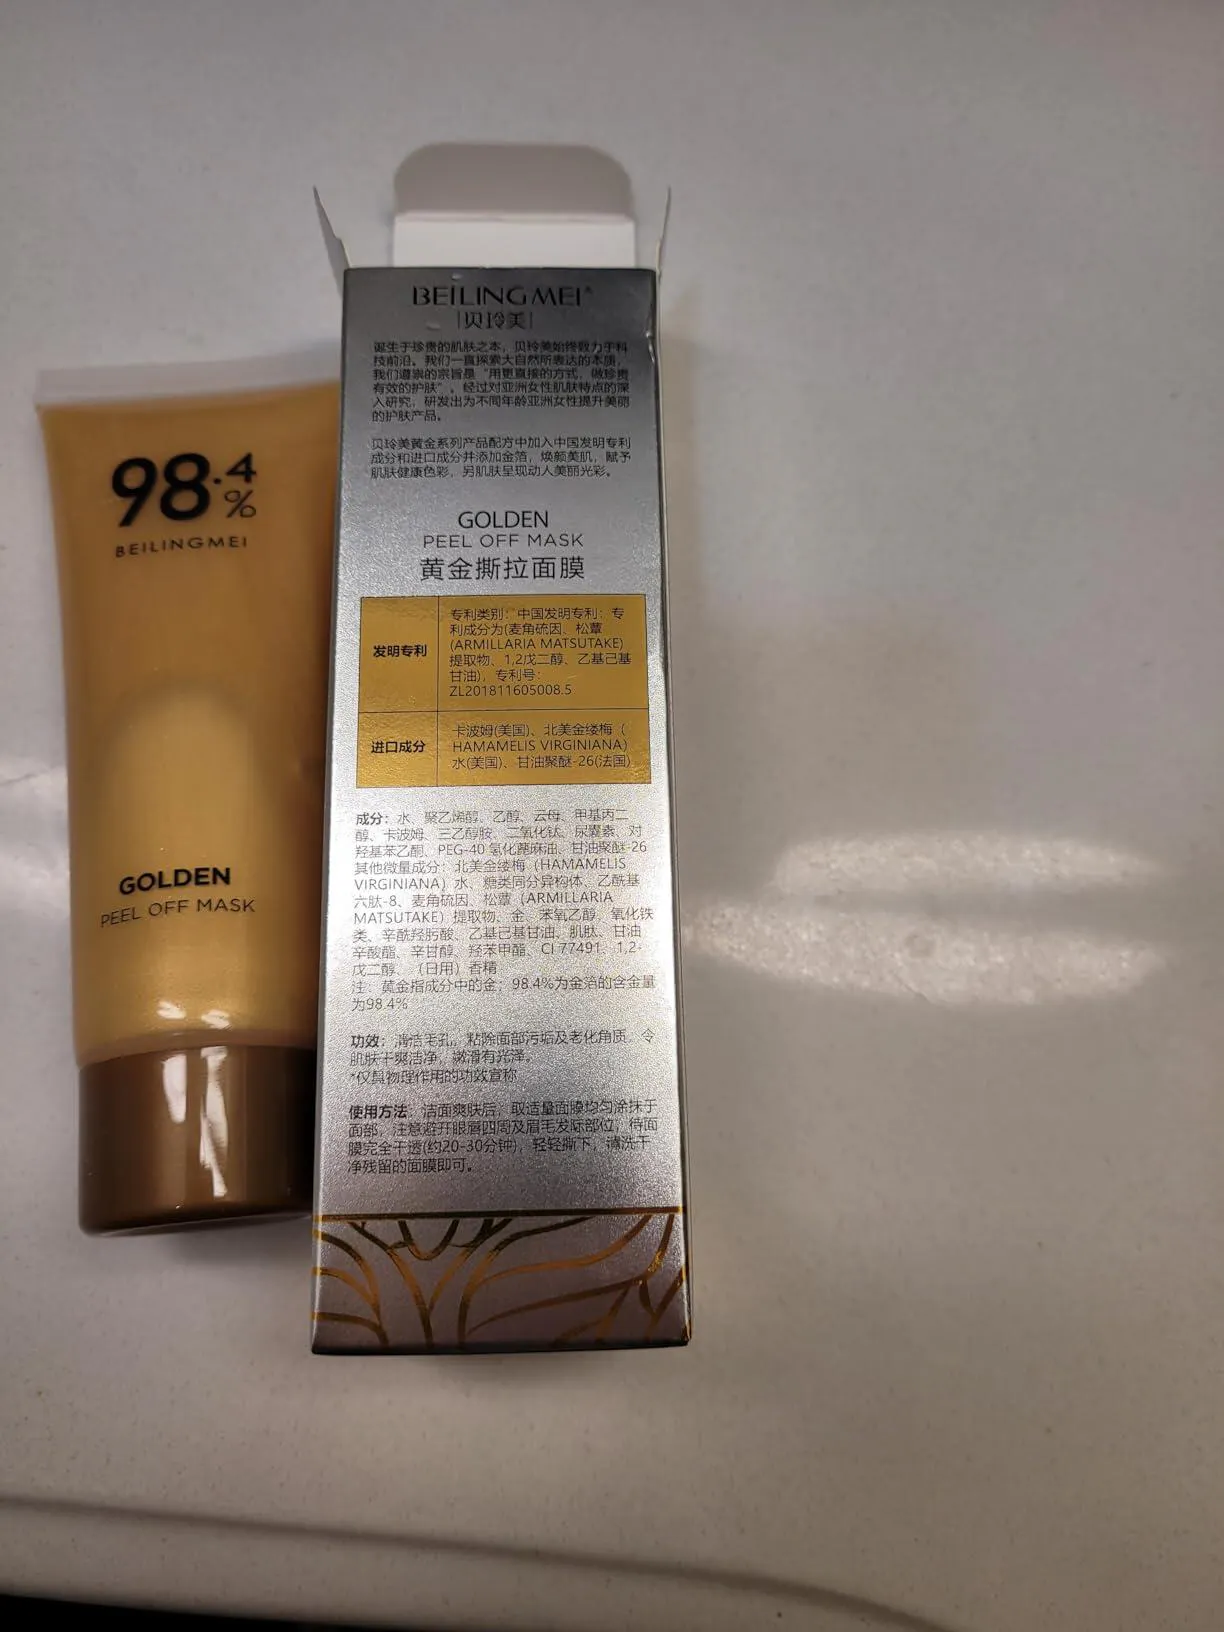 98.4
%
BEILINGMEI
GOLDEN
PEEL OFF MASK
BEILINGMEI
贝玲美
诞生于珍贵的肌肤之本，贝玲美始终致力于科
技前沿。我们一直探索大自然所表达的本质，
我们遵崇的宗旨是“用更直接的方式，做珍贵
有效的护肤”。经过对亚洲女性肌肤特点的深
入研究，研发出为不同年龄亚洲女性提升美丽
的护肤产品。
贝玲美黄金系列产品配方中加入中国发明专利
成分和进口成分并添加金箔，焕颜美肌，赋予
肌肤健康色彩，另肌肤呈现动人美丽光彩。
GOLDEN
PEEL OFF MASK
黄金撕拉面膜
发明专利
专利类别：中国发明专利；专
利成分为(麦角硫因、松蕈
(ARMILLARIA MATSUTAKE)
提取物、1,2戊二醇、乙基己基
甘油)，专利号：
ZL201811605008.5
进口成分
卡波姆(美国)、北美金缕梅（
HAMAMELIS VIRGINIANA)
水(美国)、甘油聚醚-26(法国)
成分：水、聚乙烯醇、乙醇、云母、甲基丙二
醇、卡波姆、三乙醇胺、二氧化钛、尿囊素、对
羟基苯乙酮、PEG-40 氢化蓖麻油、甘油聚醚-26
其他微量成分：北美金缕梅（HAMAMELIS
VIRGINIANA）水、糖类同分异构体、乙酰基
六肽-8、麦角硫因、松蕈（ARMILLARIA
MATSUTAKE）提取物、金、苯氧乙醇、氧化铁
类、辛酰羟肟酸、乙基己基甘油、肌肽、甘油
辛酸酯、辛甘醇、羟苯甲酯、CI 77491、1,2-
戊二醇、（日用）香精
注：黄金指成分中的金；98.4%为金箔的含金量
为98.4%
功效：清洁毛孔，粘除面部污垢及老化角质，令
肌肤干爽洁净，嫩滑有光泽。
*仅具物理作用的功效宣称
使用方法：洁面爽肤后，取适量面膜均匀涂抹于
面部，注意避开眼唇四周及眉毛发际部位，待面
膜完全干透(约20-30分钟)，轻轻撕下，清洗干
净残留的面膜即可。